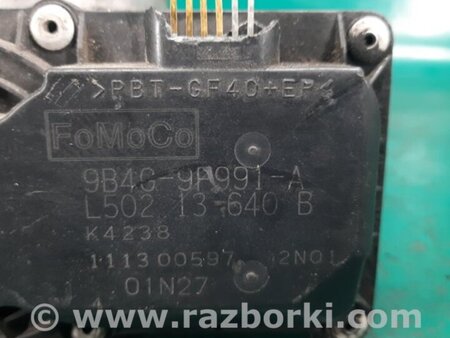 >PBT-GF40+EP<
FoMoCo
9B4G-9F991-A
L502 13 640 B
K4238
111300597 2N01
01N27
© www.razborki.com